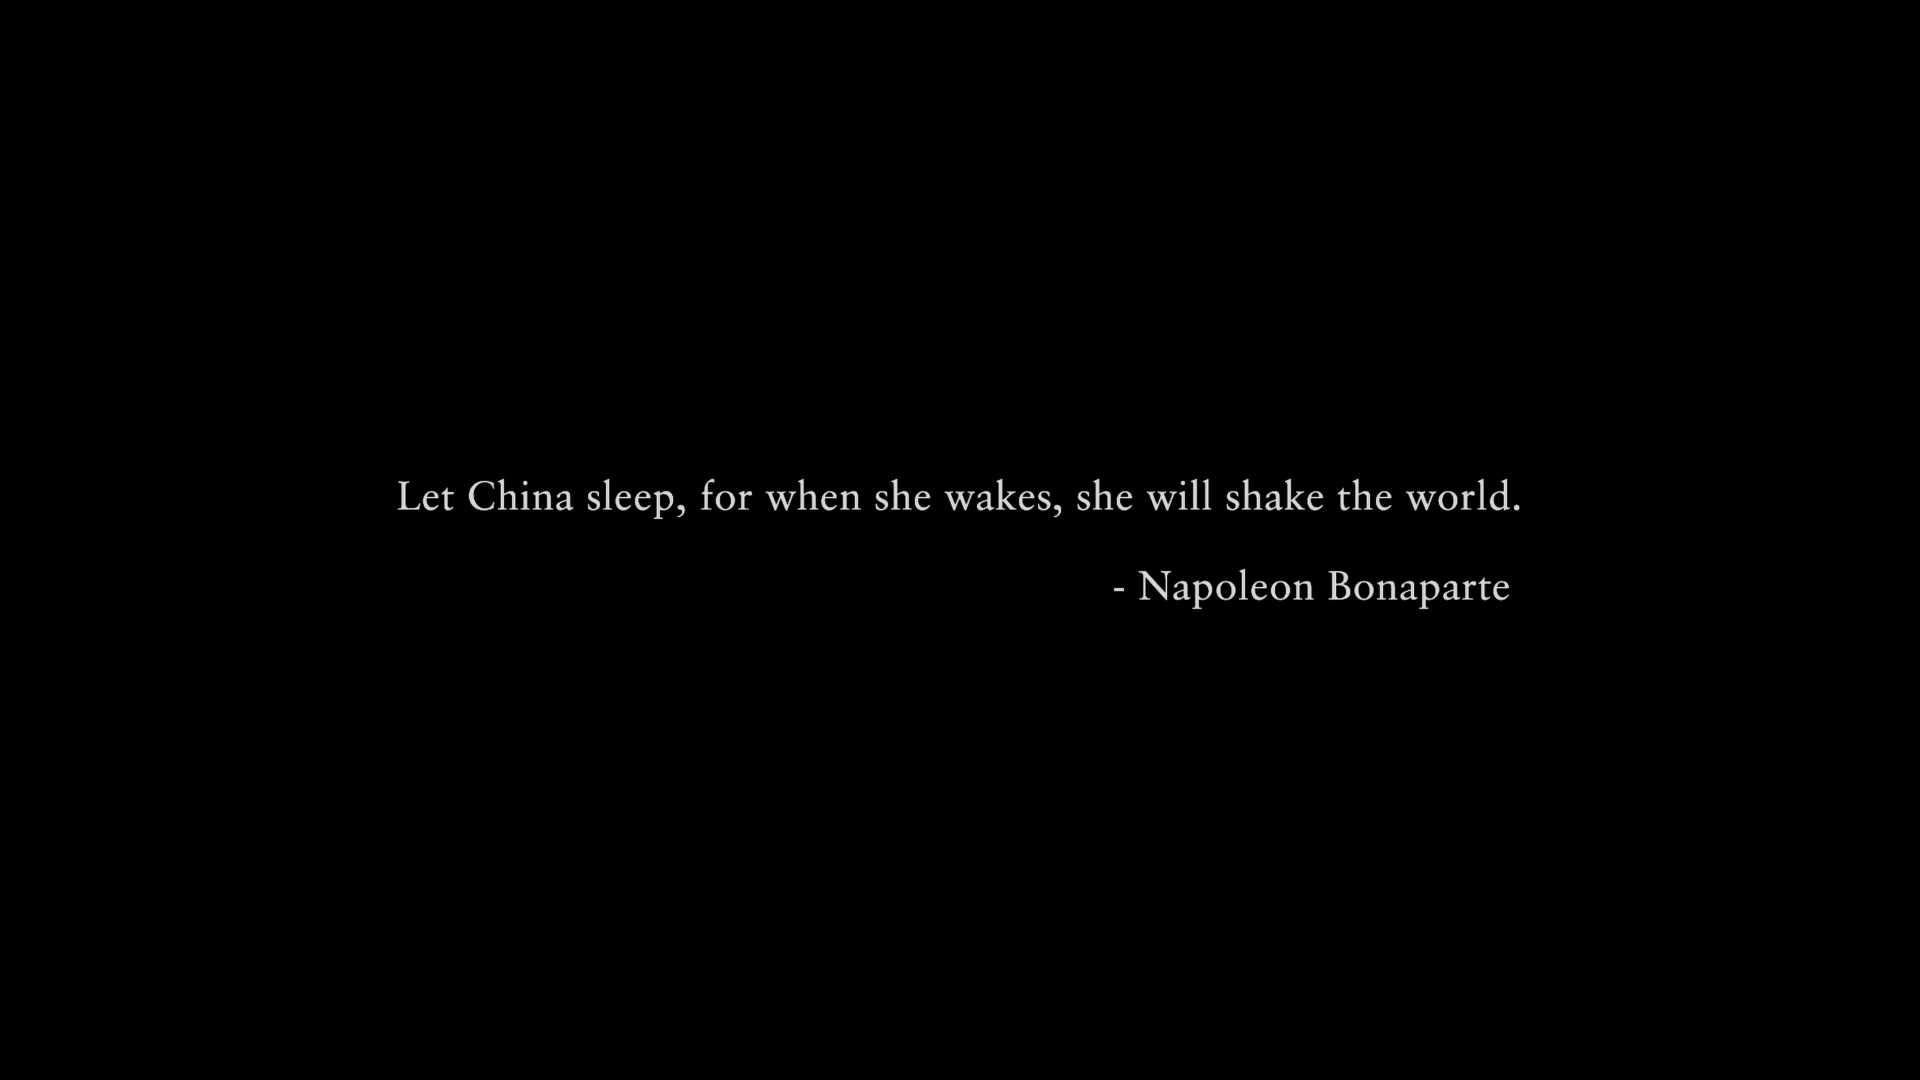 Let China sleep, for when she wakes, she will shake the world.
- Napoleon Bonaparte